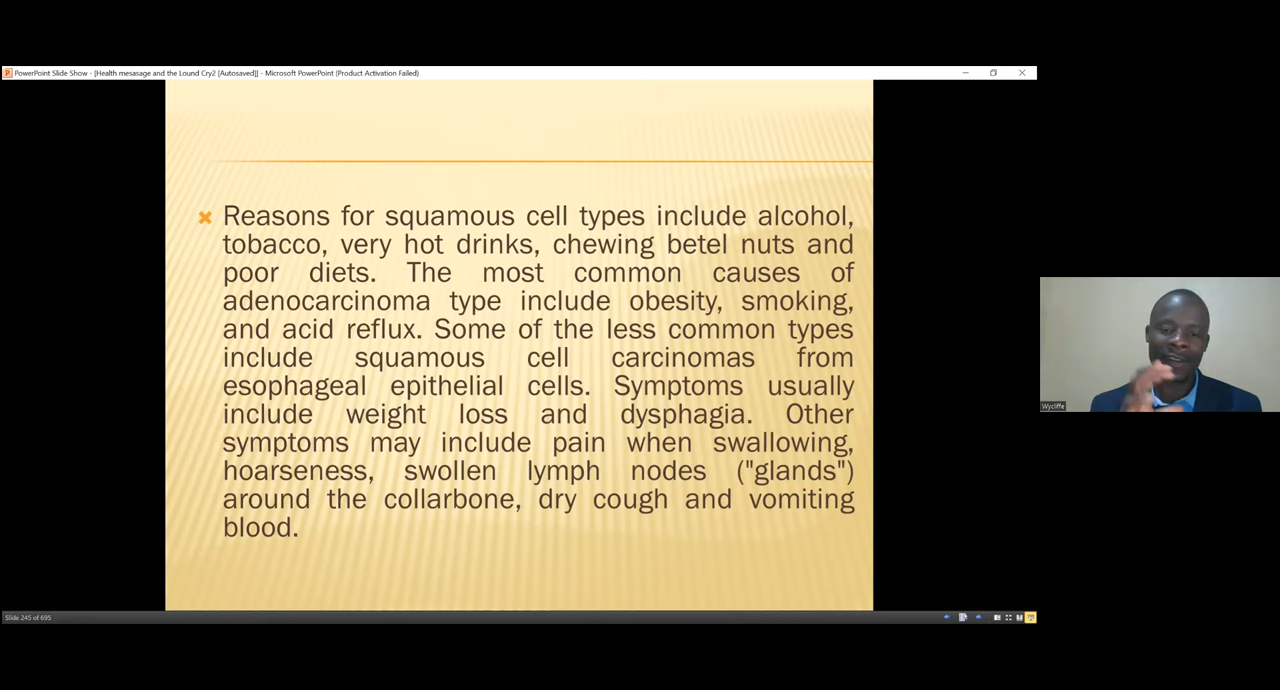 PowerPoint Slide Show - [Health mesasage and the Lound Cry2 [Autosaved]] - Microsoft PowerPoint (Product Activation Failed)
Reasons for squamous cell types include alcohol,
tobacco, very hot drinks, chewing betel nuts and
poor diets. The most common causes of
adenocarcinoma type include obesity, smoking,
and acid reflux. Some of the less common types
include squamous cell carcinomas from
esophageal epithelial cells. Symptoms usually
include weight loss and dysphagia. Other
symptoms may include pain when swallowing,
hoarseness, swollen lymph nodes ("glands")
around the collarbone, dry cough and vomiting
blood.
Wycliffe
Slide 245 of 695